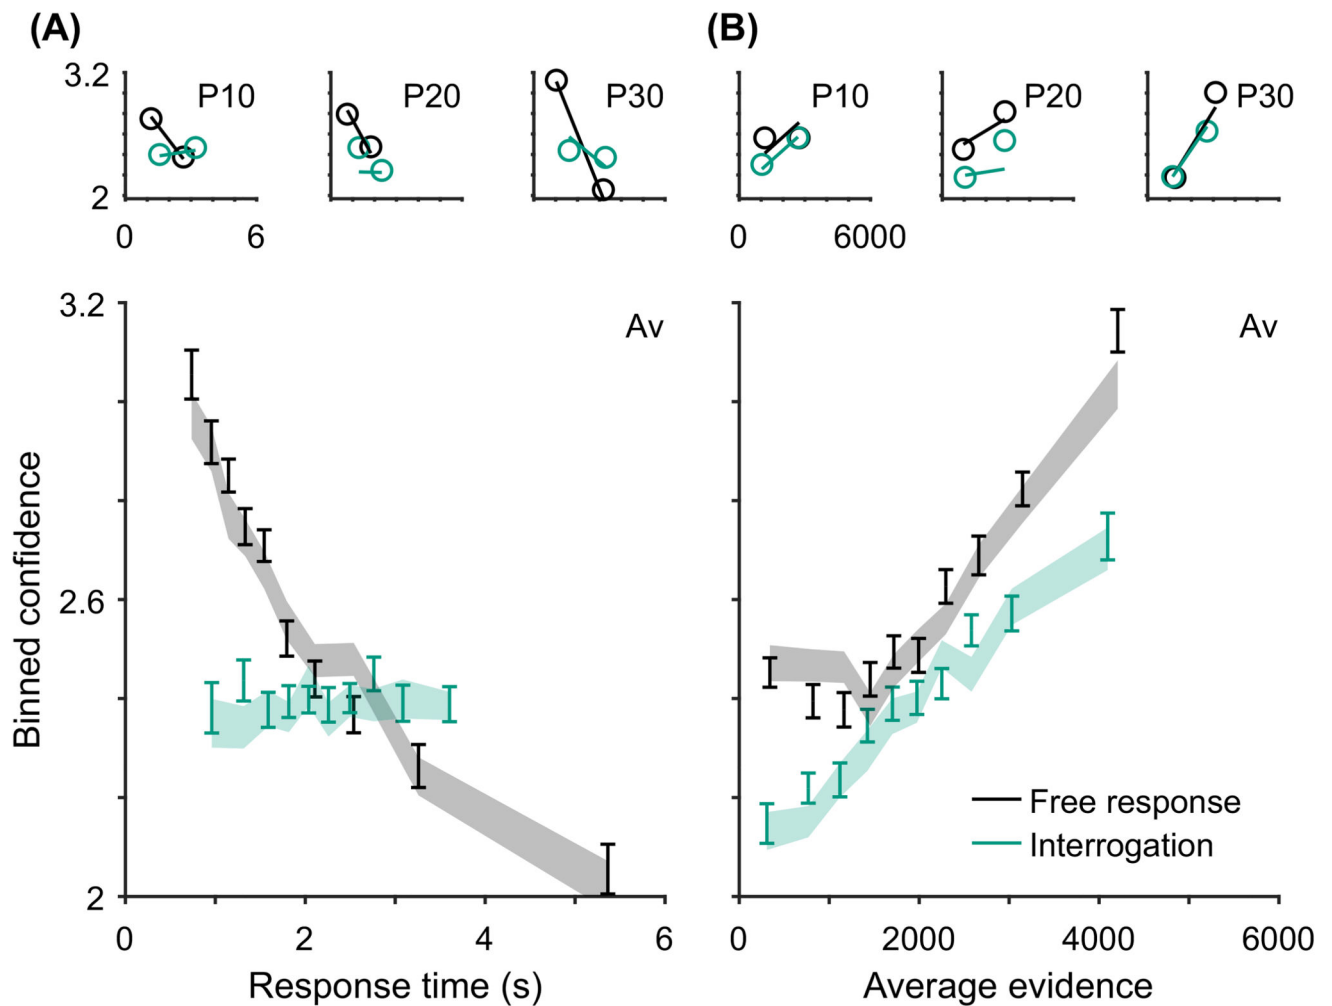 (A)
(B)
3.2
P10
P20
P30
P10
P20
P30
2
0
6
0
6000
3.2
Av
Av
2.6
Binned confidence
Free response
Interrogation
2
0
2
4
6
0
2000
4000
6000
Response time (s)
Average evidence